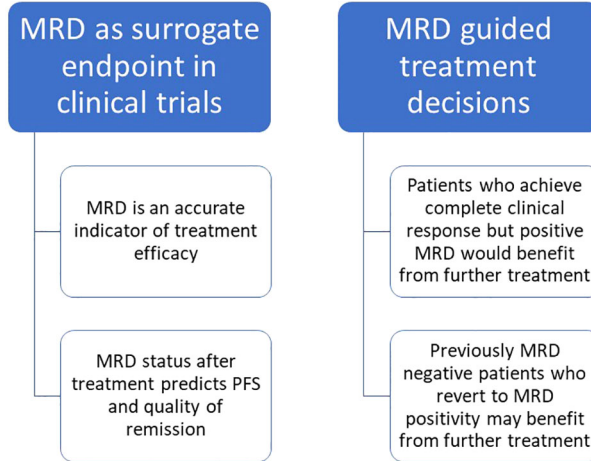 MRD as surrogate
endpoint in
clinical trials
MRD is an accurate
indicator of treatment
efficacy
MRD status after
treatment predicts PFS
and quality of
remission
MRD guided
treatment
decisions
Patients who achieve
complete clinical
response but positive
MRD would benefit
from further treatment
Previously MRD
negative patients who
revert to MRD
positivity may benefit
from further treatment